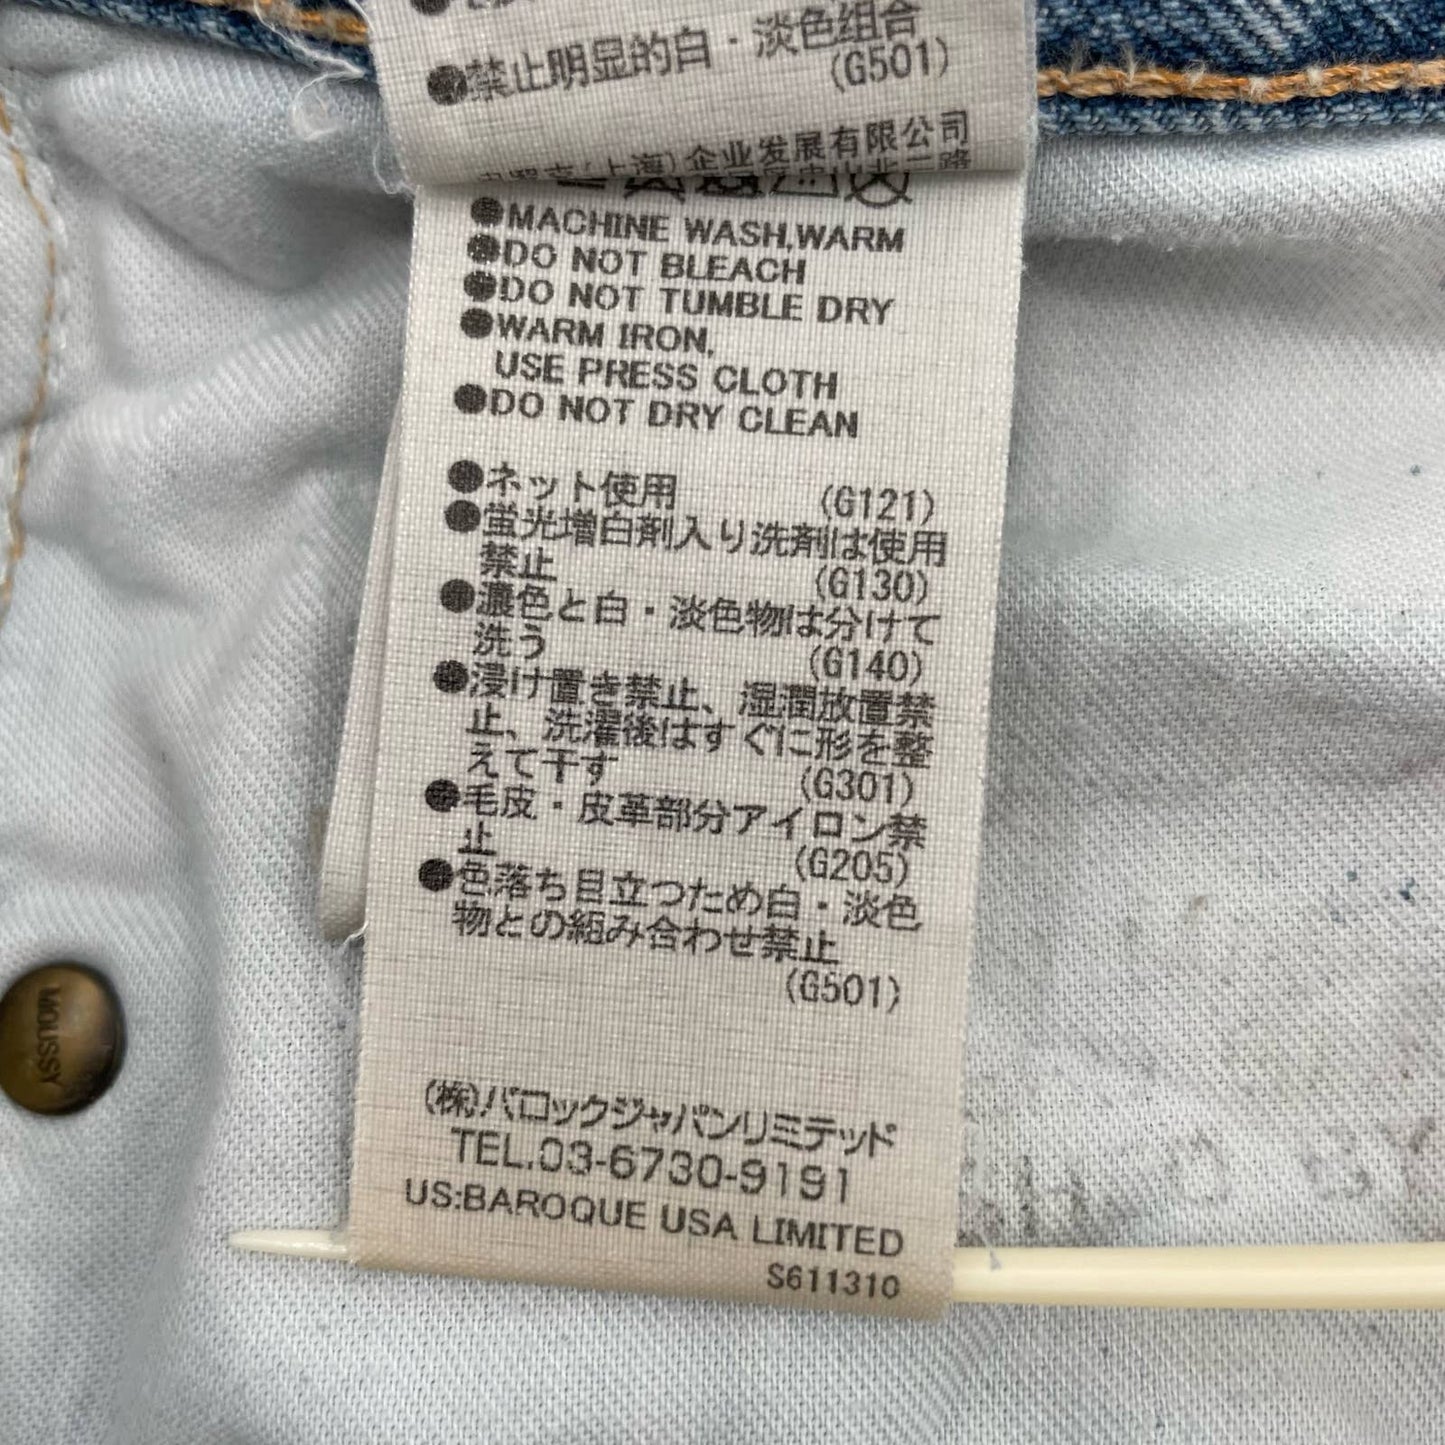 ●禁止明显的白・淡色组合
(G501)
(上海)企业发展有限公司
●MACHINE WASH,WARM
●DO NOT BLEACH
●DO NOT TUMBLE DRY
●WARM IRON,
USE PRESS CLOTH
●DO NOT DRY CLEAN
●ネット使用 (G121)
●蛍光増白剤入り洗剤は使用
禁止 (G130)
●濃色と白・淡色物は分けて
洗う (G140)
●浸け置き禁止、湿潤放置禁
止、洗濯後はすぐに形を整
えて干す (G301)
●毛皮・皮革部分アイロン禁
止 (G205)
●色落ち目立つため白・淡色
物との組み合わせ禁止
(G501)
(株)バロックジャパンリミテッド
TEL.03-6730-9191
US:BAROQUE USA LIMITED
S611310
MOUSSY